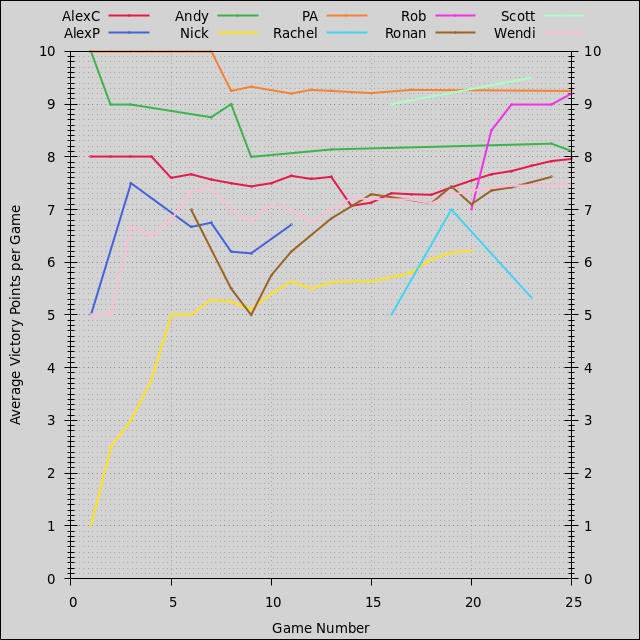 AlexC Andy PA Rob Scott
AlexP Nick Rachel Ronan Wendi
10 10
9 9
8 8
7 7
6 6
5 5
4 4
3 3
2 2
1 1
0 0
0 5 10 15 20 25
Average Victory Points per Game
Game Number